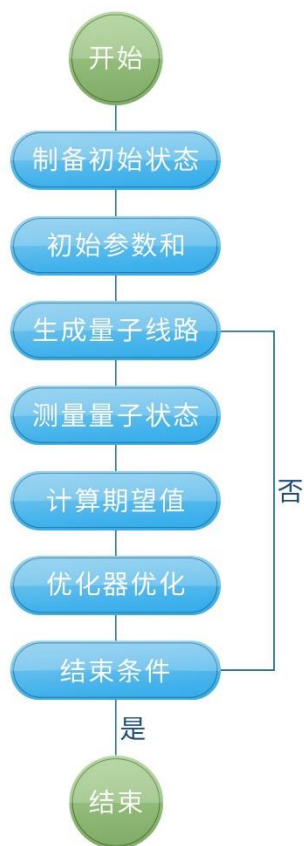 开始
制备初始状态
初始参数和
生成量子线路
测量量子状态
计算期望值
否
优化器优化
结束条件
是
结束